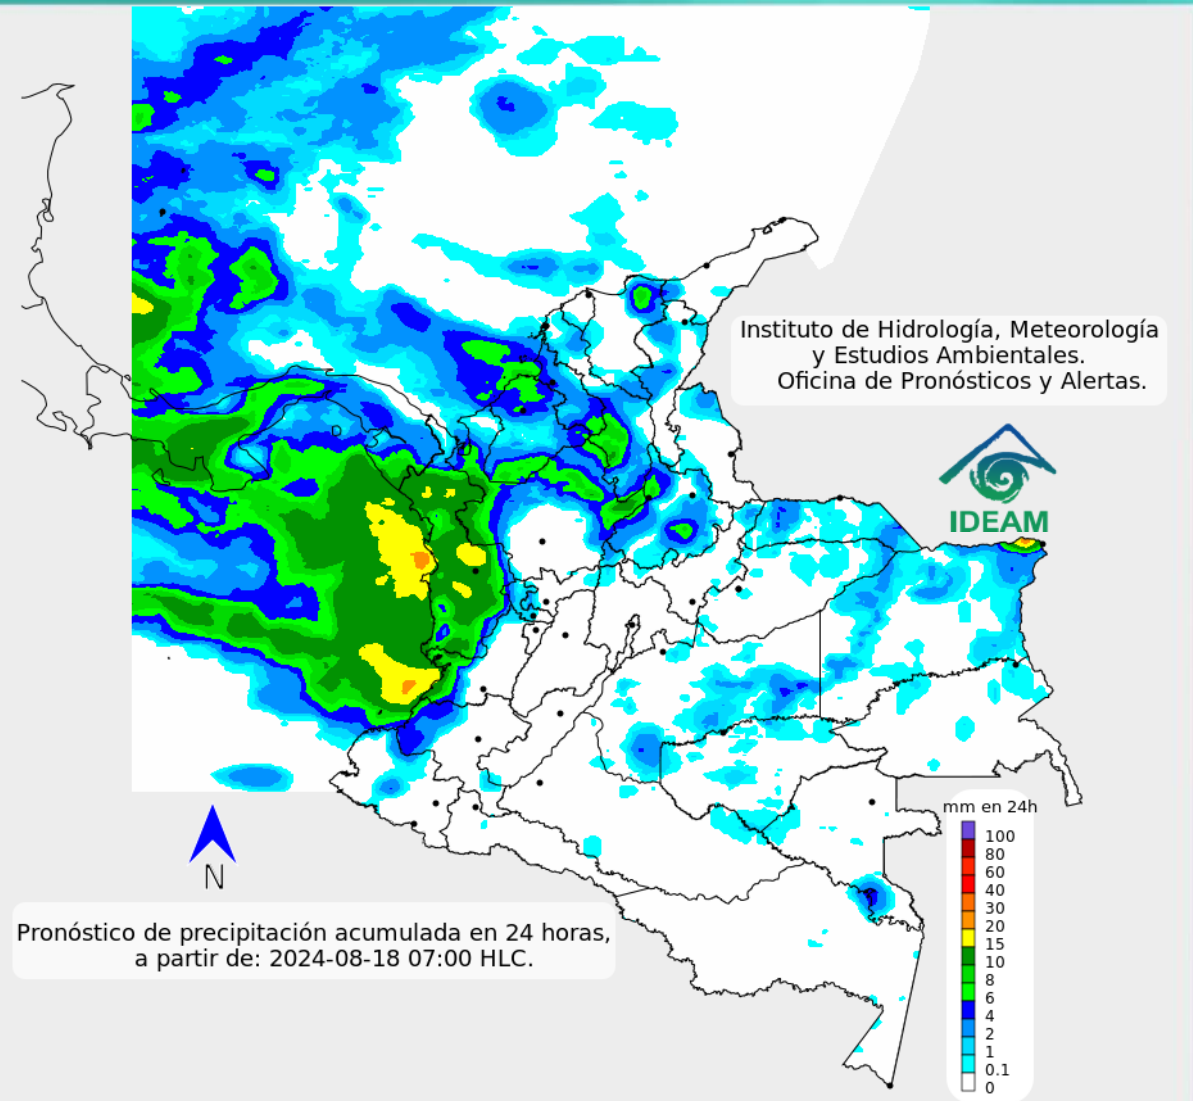 Instituto de Hidrología, Meteorología
y Estudios Ambientales.
Oficina de Pronósticos y Alertas.
IDEAM
mm en 24h
100
80
60
40
30
20
15
10
8
6
4
2
1
0.1
0
N
Pronóstico de precipitación acumulada en 24 horas,
a partir de: 2024-08-18 07:00 HLC.